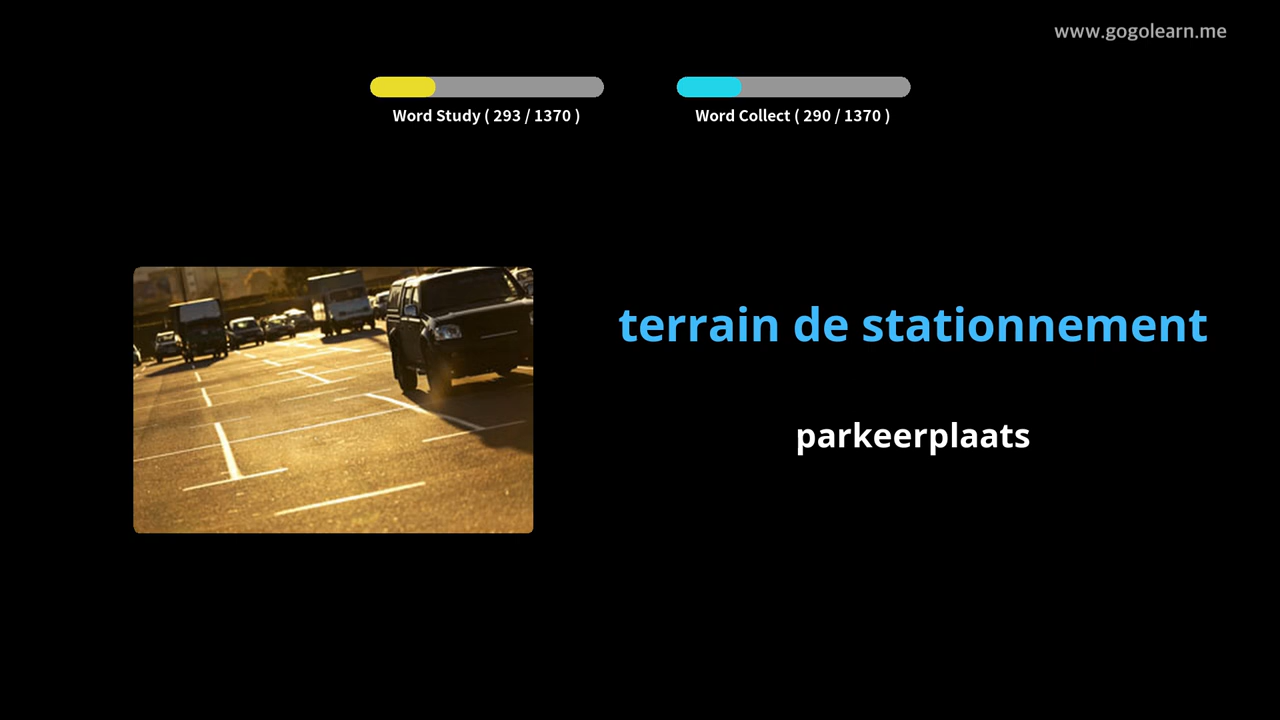 www.gogolearn.me
Word Study ( 293 / 1370 )
Word Collect ( 290 / 1370 )
terrain de stationnement
parkeerplaats